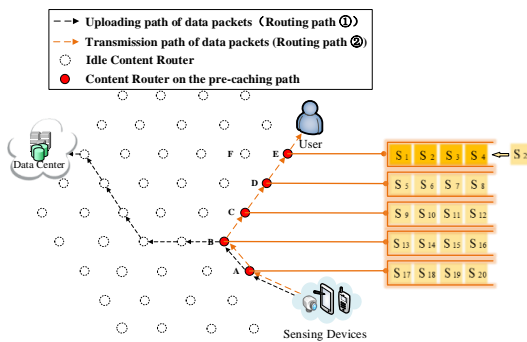 Uploading path of data packets (Routing path ①)
Transmission path of data packets (Routing path ②)
Idle Content Router
Content Router on the pre-caching path
User
Data Center
F E
S1 S2 S3 S4
D
S5 S6 S7 S8
C
S9 S10 S11 S12
B
S13 S14 S15 S16
A
S17 S18 S19 S20
Sensing Devices